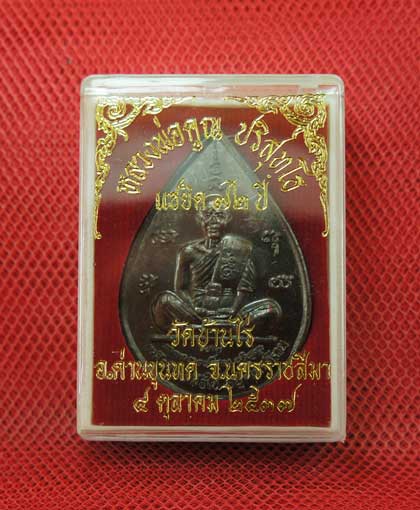 หลวงพ่อคูณ ปริสุทฺโธ
แซยิด ๗๒ ปี
วัดบ้านไร่
อ.ด่านขุนทด จ.นครราชสีมา
๔ ตุลาคม ๒๕๓๗